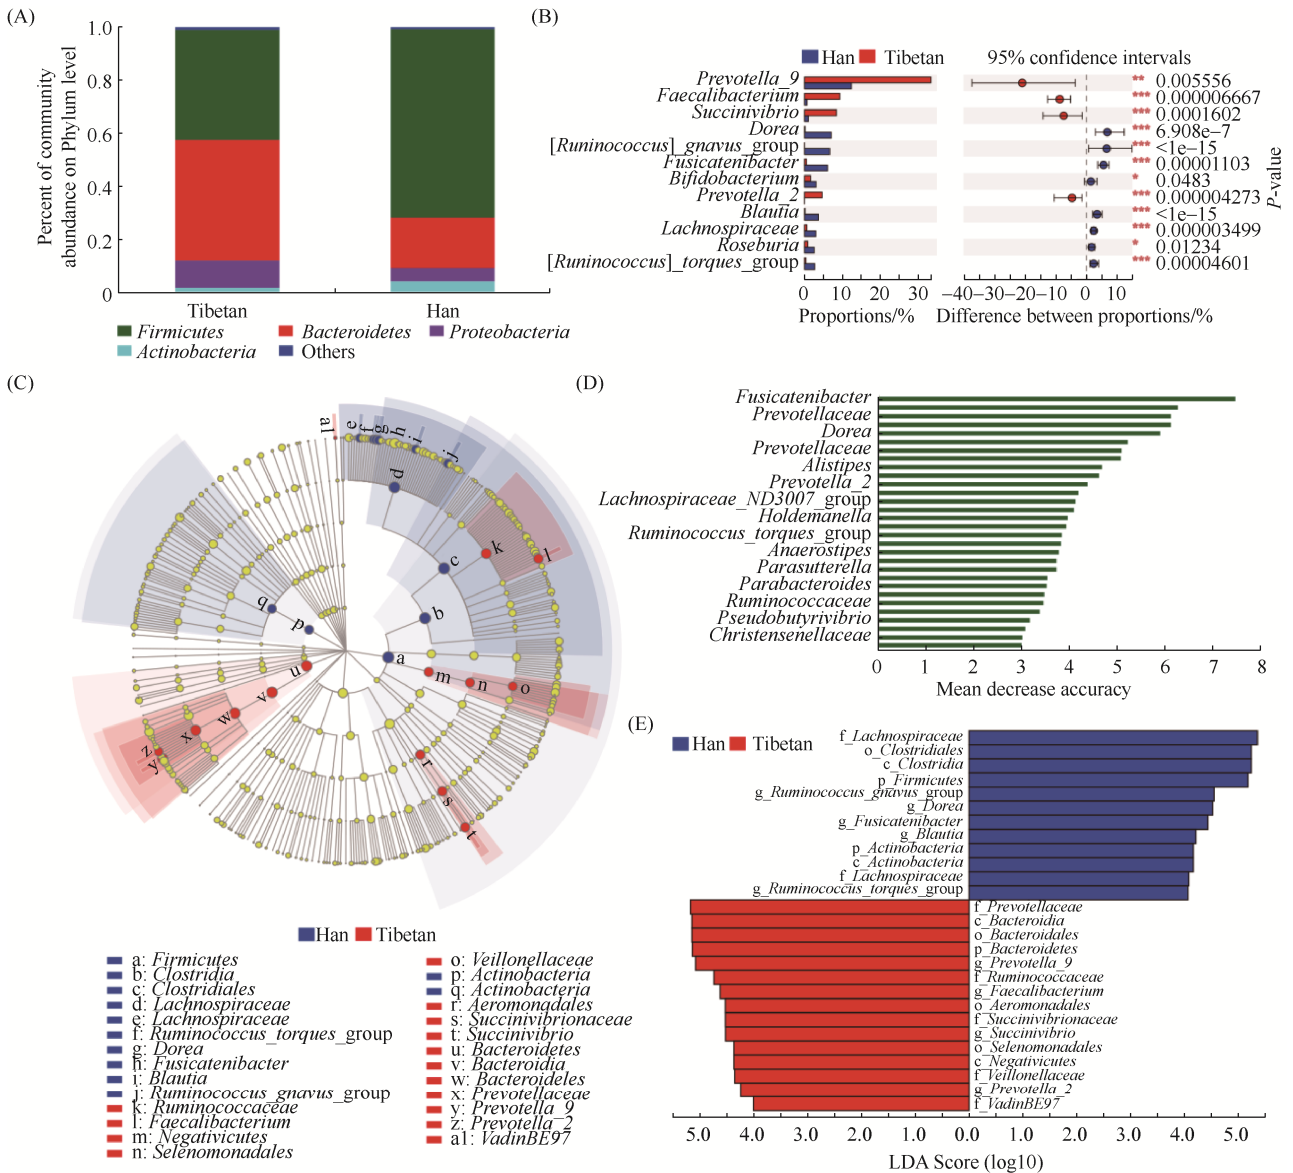 (A)
1.0
0.8
0.6
0.4
0.2
0
Percent of community
abundance on Phylum level
Tibetan
Han
Firmicutes
Bacteroidetes
Proteobacteria
Actinobacteria
Others
(B)
Han
Tibetan
95% confidence intervals
Prevotella_9
** 0.005556
Faecalibacterium
*** 0.000006667
Succinivibrio
*** 0.0001602
Dorea
*** 6.908e–7
[Runinococcus]_gnavus_group
*** <1e–15
Fusicatenibacter
*** 0.00001103
Bifidobacterium
* 0.0483
Prevotella_2
*** 0.000004273
Blautia
*** <1e–15
Lachnospiraceae
*** 0.000003499
Roseburia
* 0.01234
[Runinococcus]_torques_group
*** 0.00004601
P-value
0 10 20 30
–40–30–20–10 0 10
Proportions/%
Difference between proportions/%
(C)
a1
e
f
g
h
i
j
d
k
l
c
b
a
m
n
o
q
p
u
v
w
x
z
y
r
s
t
Han
Tibetan
a: Firmicutes
b: Clostridia
c: Clostridiales
d: Lachnospiraceae
e: Lachnospiraceae
f: Ruminococcus_torques_group
g: Dorea
h: Fusicatenibacter
i: Blautia
j: Ruminococcus_gnavus_group
k: Ruminococcaceae
l: Faecalibacterium
m: Negativicutes
n: Selenomonadales
o: Veillonellaceae
p: Actinobacteria
q: Actinobacteria
r: Aeromonadales
s: Succinivibrionaceae
t: Succinivibrio
u: Bacteroidetes
v: Bacteroidia
w: Bacteroideles
x: Prevotellaceae
y: Prevotella_9
z: Prevotella_2
a1: VadinBE97
(D)
Fusicatenibacter
Prevotellaceae
Dorea
Prevotellaceae
Alistipes
Prevotella_2
Lachnospiraceae_ND3007_group
Holdemanella
Ruminococcus_torques_group
Anaerostipes
Parasutterella
Parabacteroides
Ruminococcaceae
Pseudobutyrivibrio
Christensenellaceae
0 1 2 3 4 5 6 7 8
Mean decrease accuracy
(E)
Han
Tibetan
f_Lachnospiraceae
o_Clostridiales
c_Clostridia
p_Firmicutes
g_Ruminococcus_gnavus_group
g_Dorea
g_Fusicatenibacter
g_Blautia
p_Actinobacteria
c_Actinobacteria
f_Lachnospiraceae
g_Ruminococcus_torques_group
f_Prevotellaceae
c_Bacteroidia
o_Bacteroidales
p_Bacteroidetes
g_Prevotella_9
f_Ruminococcaceae
g_Faecalibacterium
o_Aeromonadales
f_Succinivibrionaceae
g_Succinivibrio
o_Selenomonadales
c_Negativicutes
f_Veillonellaceae
g_Prevotella_2
f_VadinBE97
5.0 4.0 3.0 2.0 1.0 0.0 1.0 2.0 3.0 4.0 5.0
LDA Score (log10)